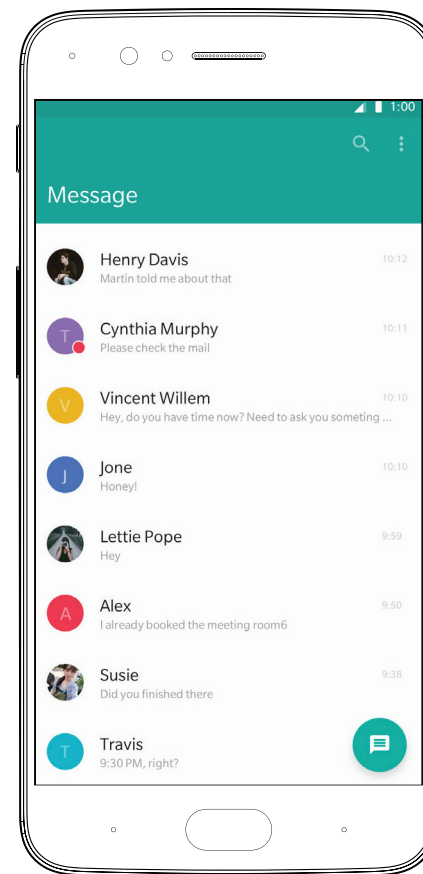 1:00
Message
Henry Davis
10:12
Martin told me about that
T
Cynthia Murphy
10:11
Please check the mail
V
Vincent Willem
10:10
Hey, do you have time now? Need to ask you someting ...
J
Jone
10:10
Honey!
Lettie Pope
9:59
Hey
A
Alex
9:50
I already booked the meeting room6
Susie
9:38
Did you finished there
T
Travis
9:30 PM, right?